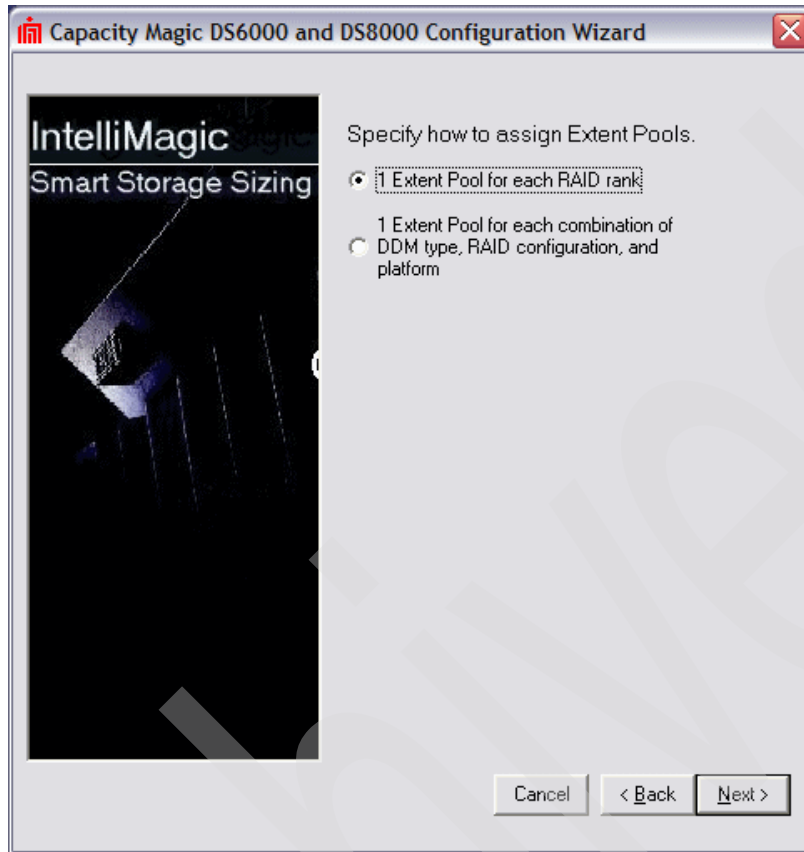 Capacity Magic DS6000 and DS8000 Configuration Wizard
IntelliMagic
Smart Storage Sizing
Specify how to assign Extent Pools.
1 Extent Pool for each RAID rank
1 Extent Pool for each combination of
DDM type, RAID configuration, and
platform
Cancel
< Back
Next >